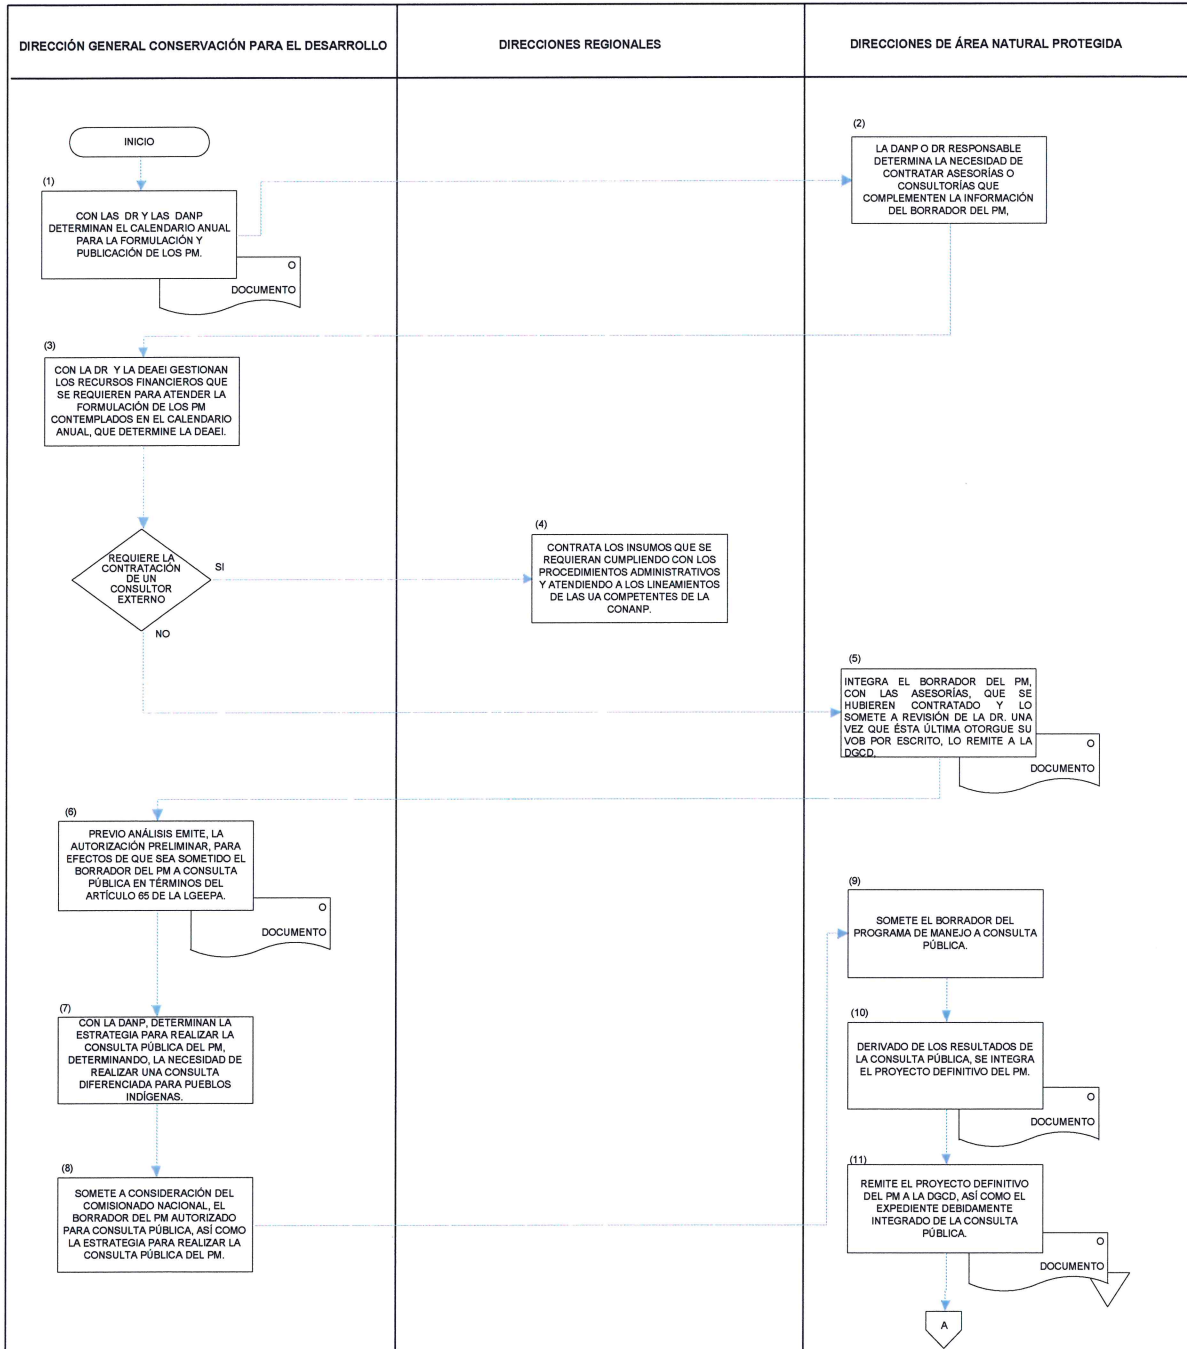 DIRECCIÓN GENERAL CONSERVACIÓN PARA EL DESARROLLO
DIRECCIONES REGIONALES
DIRECCIONES DE ÁREA NATURAL PROTEGIDA
INICIO
(1)
CON LAS DR Y LAS DANP
DETERMINAN EL CALENDARIO ANUAL
PARA LA FORMULACIÓN Y
PUBLICACIÓN DE LOS PM.
O
DOCUMENTO
(2)
LA DANP O DR RESPONSABLE
DETERMINA LA NECESIDAD DE
CONTRATAR ASESORÍAS O
CONSULTORÍAS QUE
COMPLEMENTEN LA INFORMACIÓN
DEL BORRADOR DEL PM,
(3)
CON LA DR Y LA DEAEI GESTIONAN
LOS RECURSOS FINANCIEROS QUE
SE REQUIEREN PARA ATENDER LA
FORMULACIÓN DE LOS PM
CONTEMPLADOS EN EL CALENDARIO
ANUAL, QUE DETERMINE LA DEAEI.
REQUIERE LA
CONTRATACIÓN
DE UN
CONSULTOR
EXTERNO
SI
NO
(4)
CONTRATA LOS INSUMOS QUE SE
REQUIERAN CUMPLIENDO CON LOS
PROCEDIMIENTOS ADMINISTRATIVOS
Y ATENDIENDO A LOS LINEAMIENTOS
DE LAS UA COMPETENTES DE LA
CONANP.
(5)
INTEGRA EL BORRADOR DEL PM,
CON LAS ASESORÍAS, QUE SE
HUBIEREN CONTRATADO Y LO
SOMETE A REVISIÓN DE LA DR. UNA
VEZ QUE ÉSTA ÚLTIMA OTORGUE SU
VOB POR ESCRITO, LO REMITE A LA
DGCD,
O
DOCUMENTO
(6)
PREVIO ANÁLISIS EMITE, LA
AUTORIZACIÓN PRELIMINAR, PARA
EFECTOS DE QUE SEA SOMETIDO EL
BORRADOR DEL PM A CONSULTA
PÚBLICA EN TÉRMINOS DEL
ARTÍCULO 65 DE LA LGEEPA.
O
DOCUMENTO
(7)
CON LA DANP, DETERMINAN LA
ESTRATEGIA PARA REALIZAR LA
CONSULTA PÚBLICA DEL PM,
DETERMINANDO, LA NECESIDAD DE
REALIZAR UNA CONSULTA
DIFERENCIADA PARA PUEBLOS
INDÍGENAS.
(8)
SOMETE A CONSIDERACIÓN DEL
COMISIONADO NACIONAL, EL
BORRADOR DEL PM AUTORIZADO
PARA CONSULTA PÚBLICA, ASÍ COMO
LA ESTRATEGIA PARA REALIZAR LA
CONSULTA PÚBLICA DEL PM.
(9)
SOMETE EL BORRADOR DEL
PROGRAMA DE MANEJO A CONSULTA
PÚBLICA.
(10)
DERIVADO DE LOS RESULTADOS DE
LA CONSULTA PÚBLICA, SE INTEGRA
EL PROYECTO DEFINITIVO DEL PM.
O
DOCUMENTO
(11)
REMITE EL PROYECTO DEFINITIVO
DEL PM A LA DGCD, ASÍ COMO EL
EXPEDIENTE DEBIDAMENTE
INTEGRADO DE LA CONSULTA
PÚBLICA.
O
DOCUMENTO
A